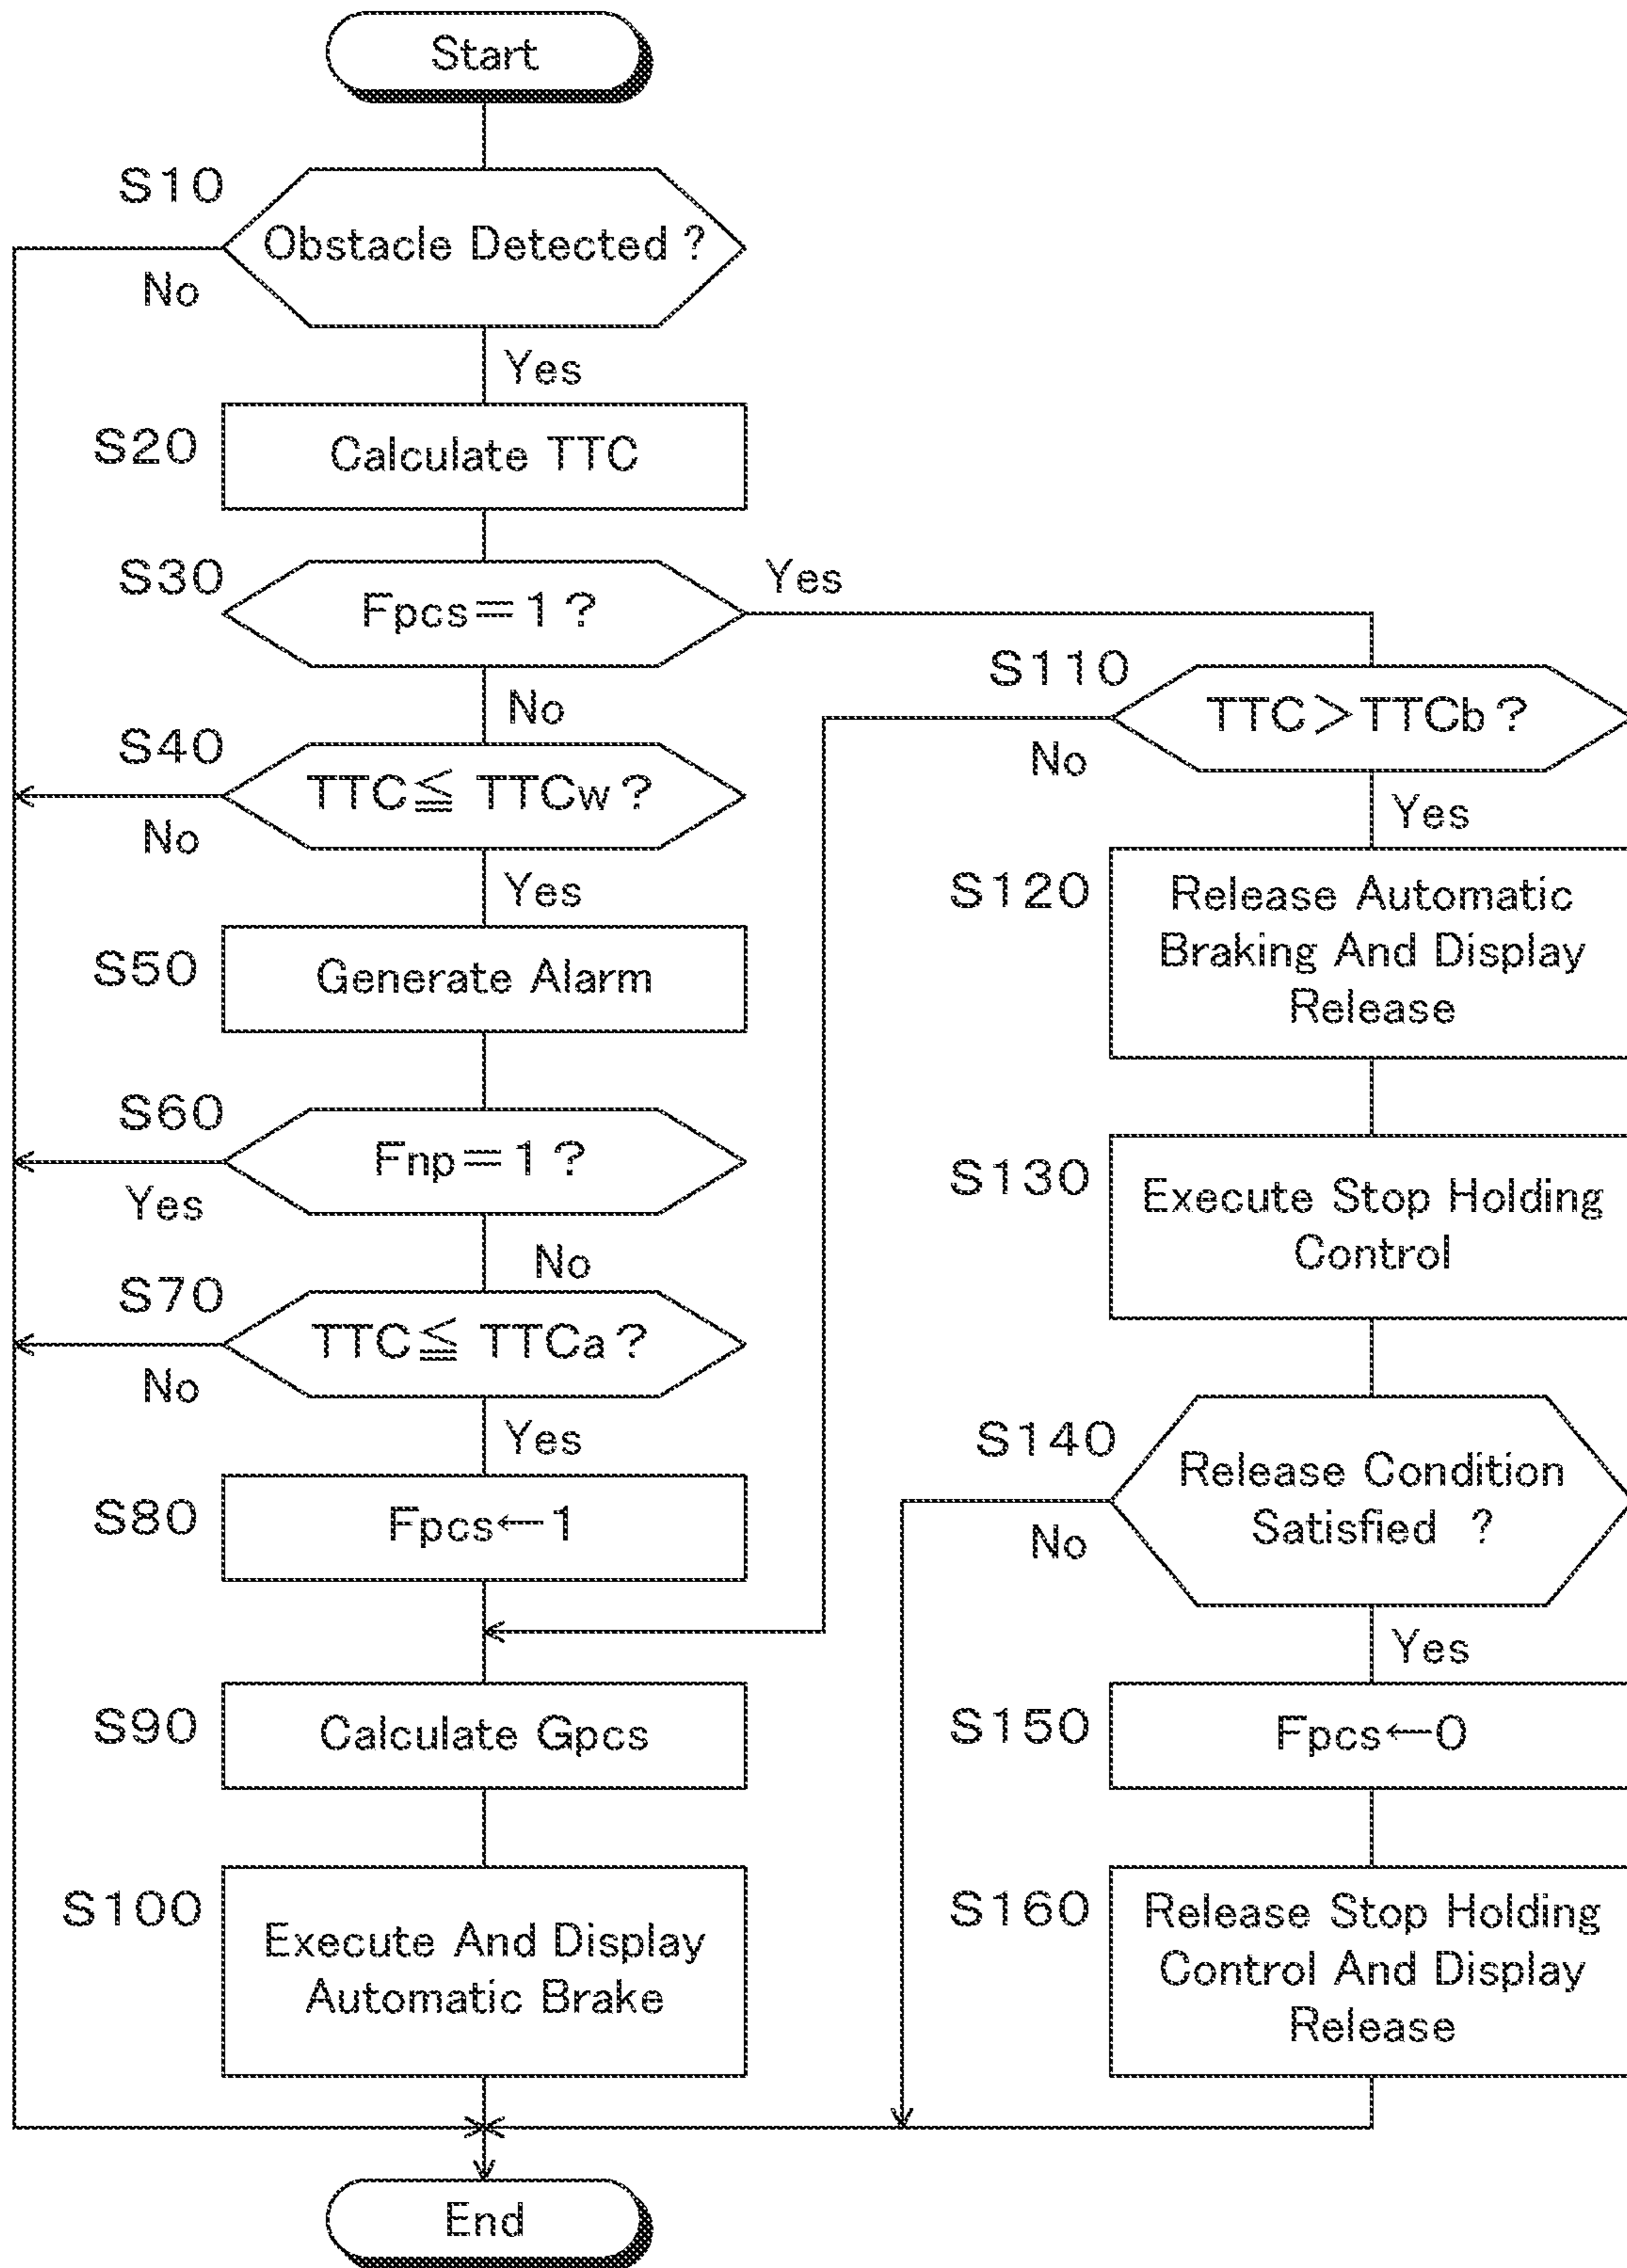 Start
S10
Obstacle Detected ?
No
Yes
S20
Calculate TTC
S30
Fpcs=1 ?
Yes
No
S40
TTC≦ TTCw ?
No
Yes
S50
Generate Alarm
S60
Fnp=1 ?
Yes
No
S70
TTC≦ TTCa ?
No
Yes
S80
Fpcs←1
S90
Calculate Gpcs
S100
Execute And Display
Automatic Brake
S110
TTC>TTCb ?
No
Yes
S120
Release Automatic
Braking And Display
Release
S130
Execute Stop Holding
Control
S140
Release Condition
Satisfied ?
No
Yes
S150
Fpcs←0
S160
Release Stop Holding
Control And Display
Release
End